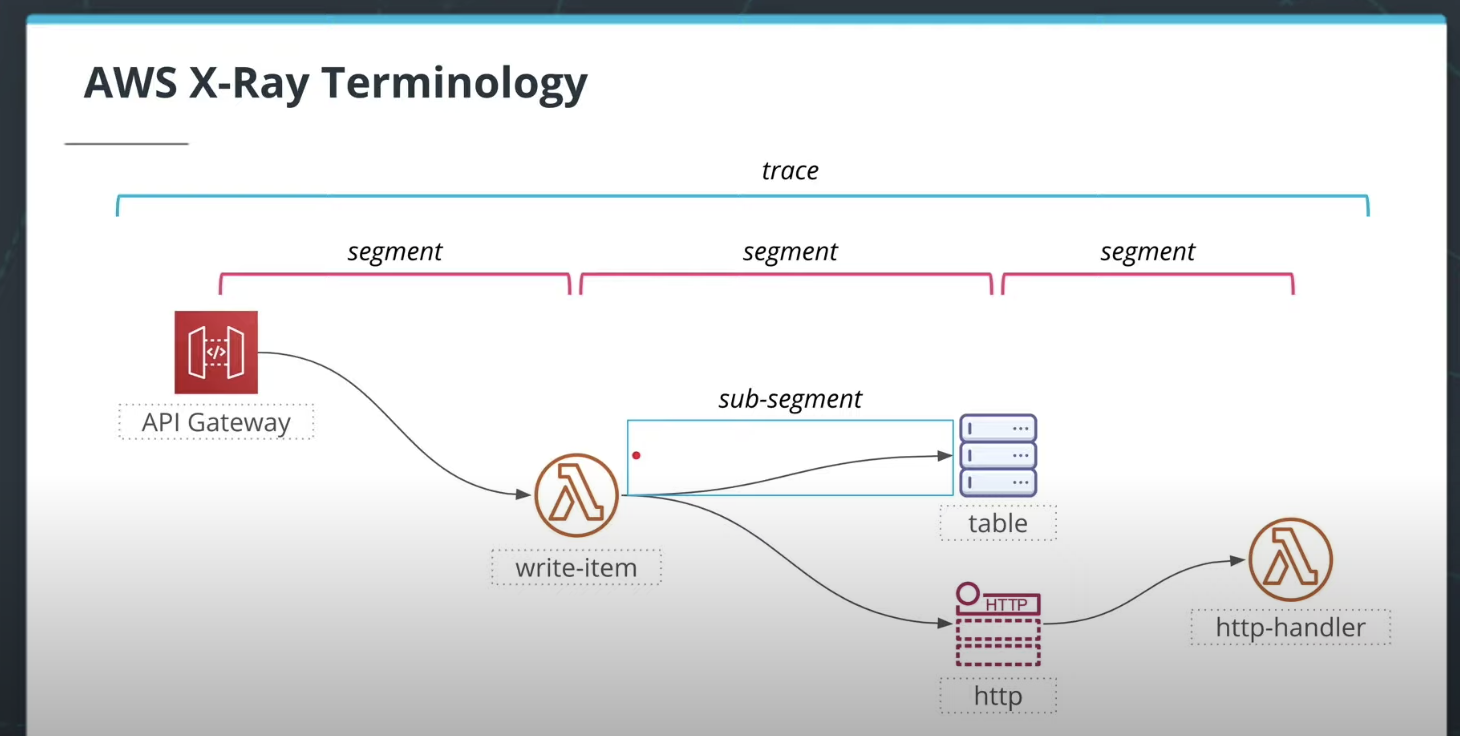 AWS X-Ray Terminology
trace
segment
segment
segment
API Gateway
sub-segment
write-item
table
HTTP
http
http-handler